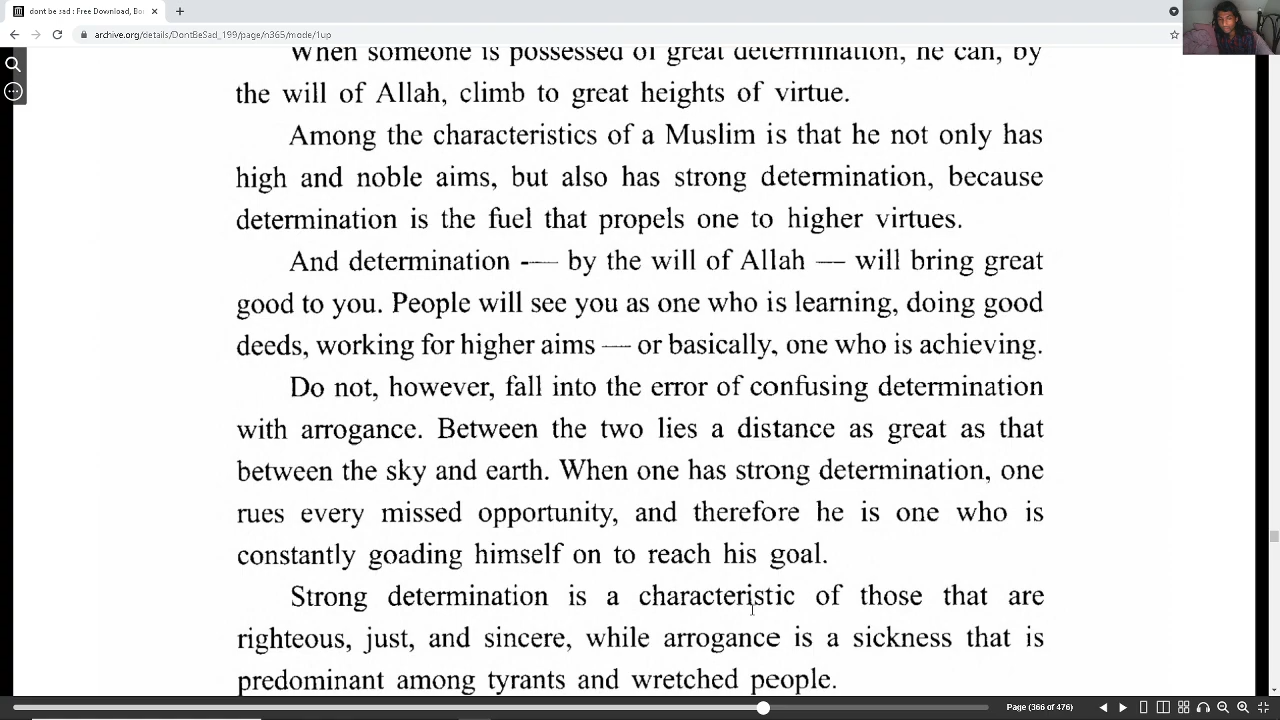 dont be sad : Free Download, Bo
archive.org/details/DontBeSad_199/page/n365/mode/1up
When someone is possessed of great determination, he can, by
the will of Allah, climb to great heights of virtue.
Among the characteristics of a Muslim is that he not only has
high and noble aims, but also has strong determination, because
determination is the fuel that propels one to higher virtues.
And determination -— by the will of Allah — will bring great
good to you. People will see you as one who is learning, doing good
deeds, working for higher aims — or basically, one who is achieving.
Do not, however, fall into the error of confusing determination
with arrogance. Between the two lies a distance as great as that
between the sky and earth. When one has strong determination, one
rues every missed opportunity, and therefore he is one who is
constantly goading himself on to reach his goal.
Strong determination is a characteristic of those that are
righteous, just, and sincere, while arrogance is a sickness that is
predominant among tyrants and wretched people.
Page (366 of 476)